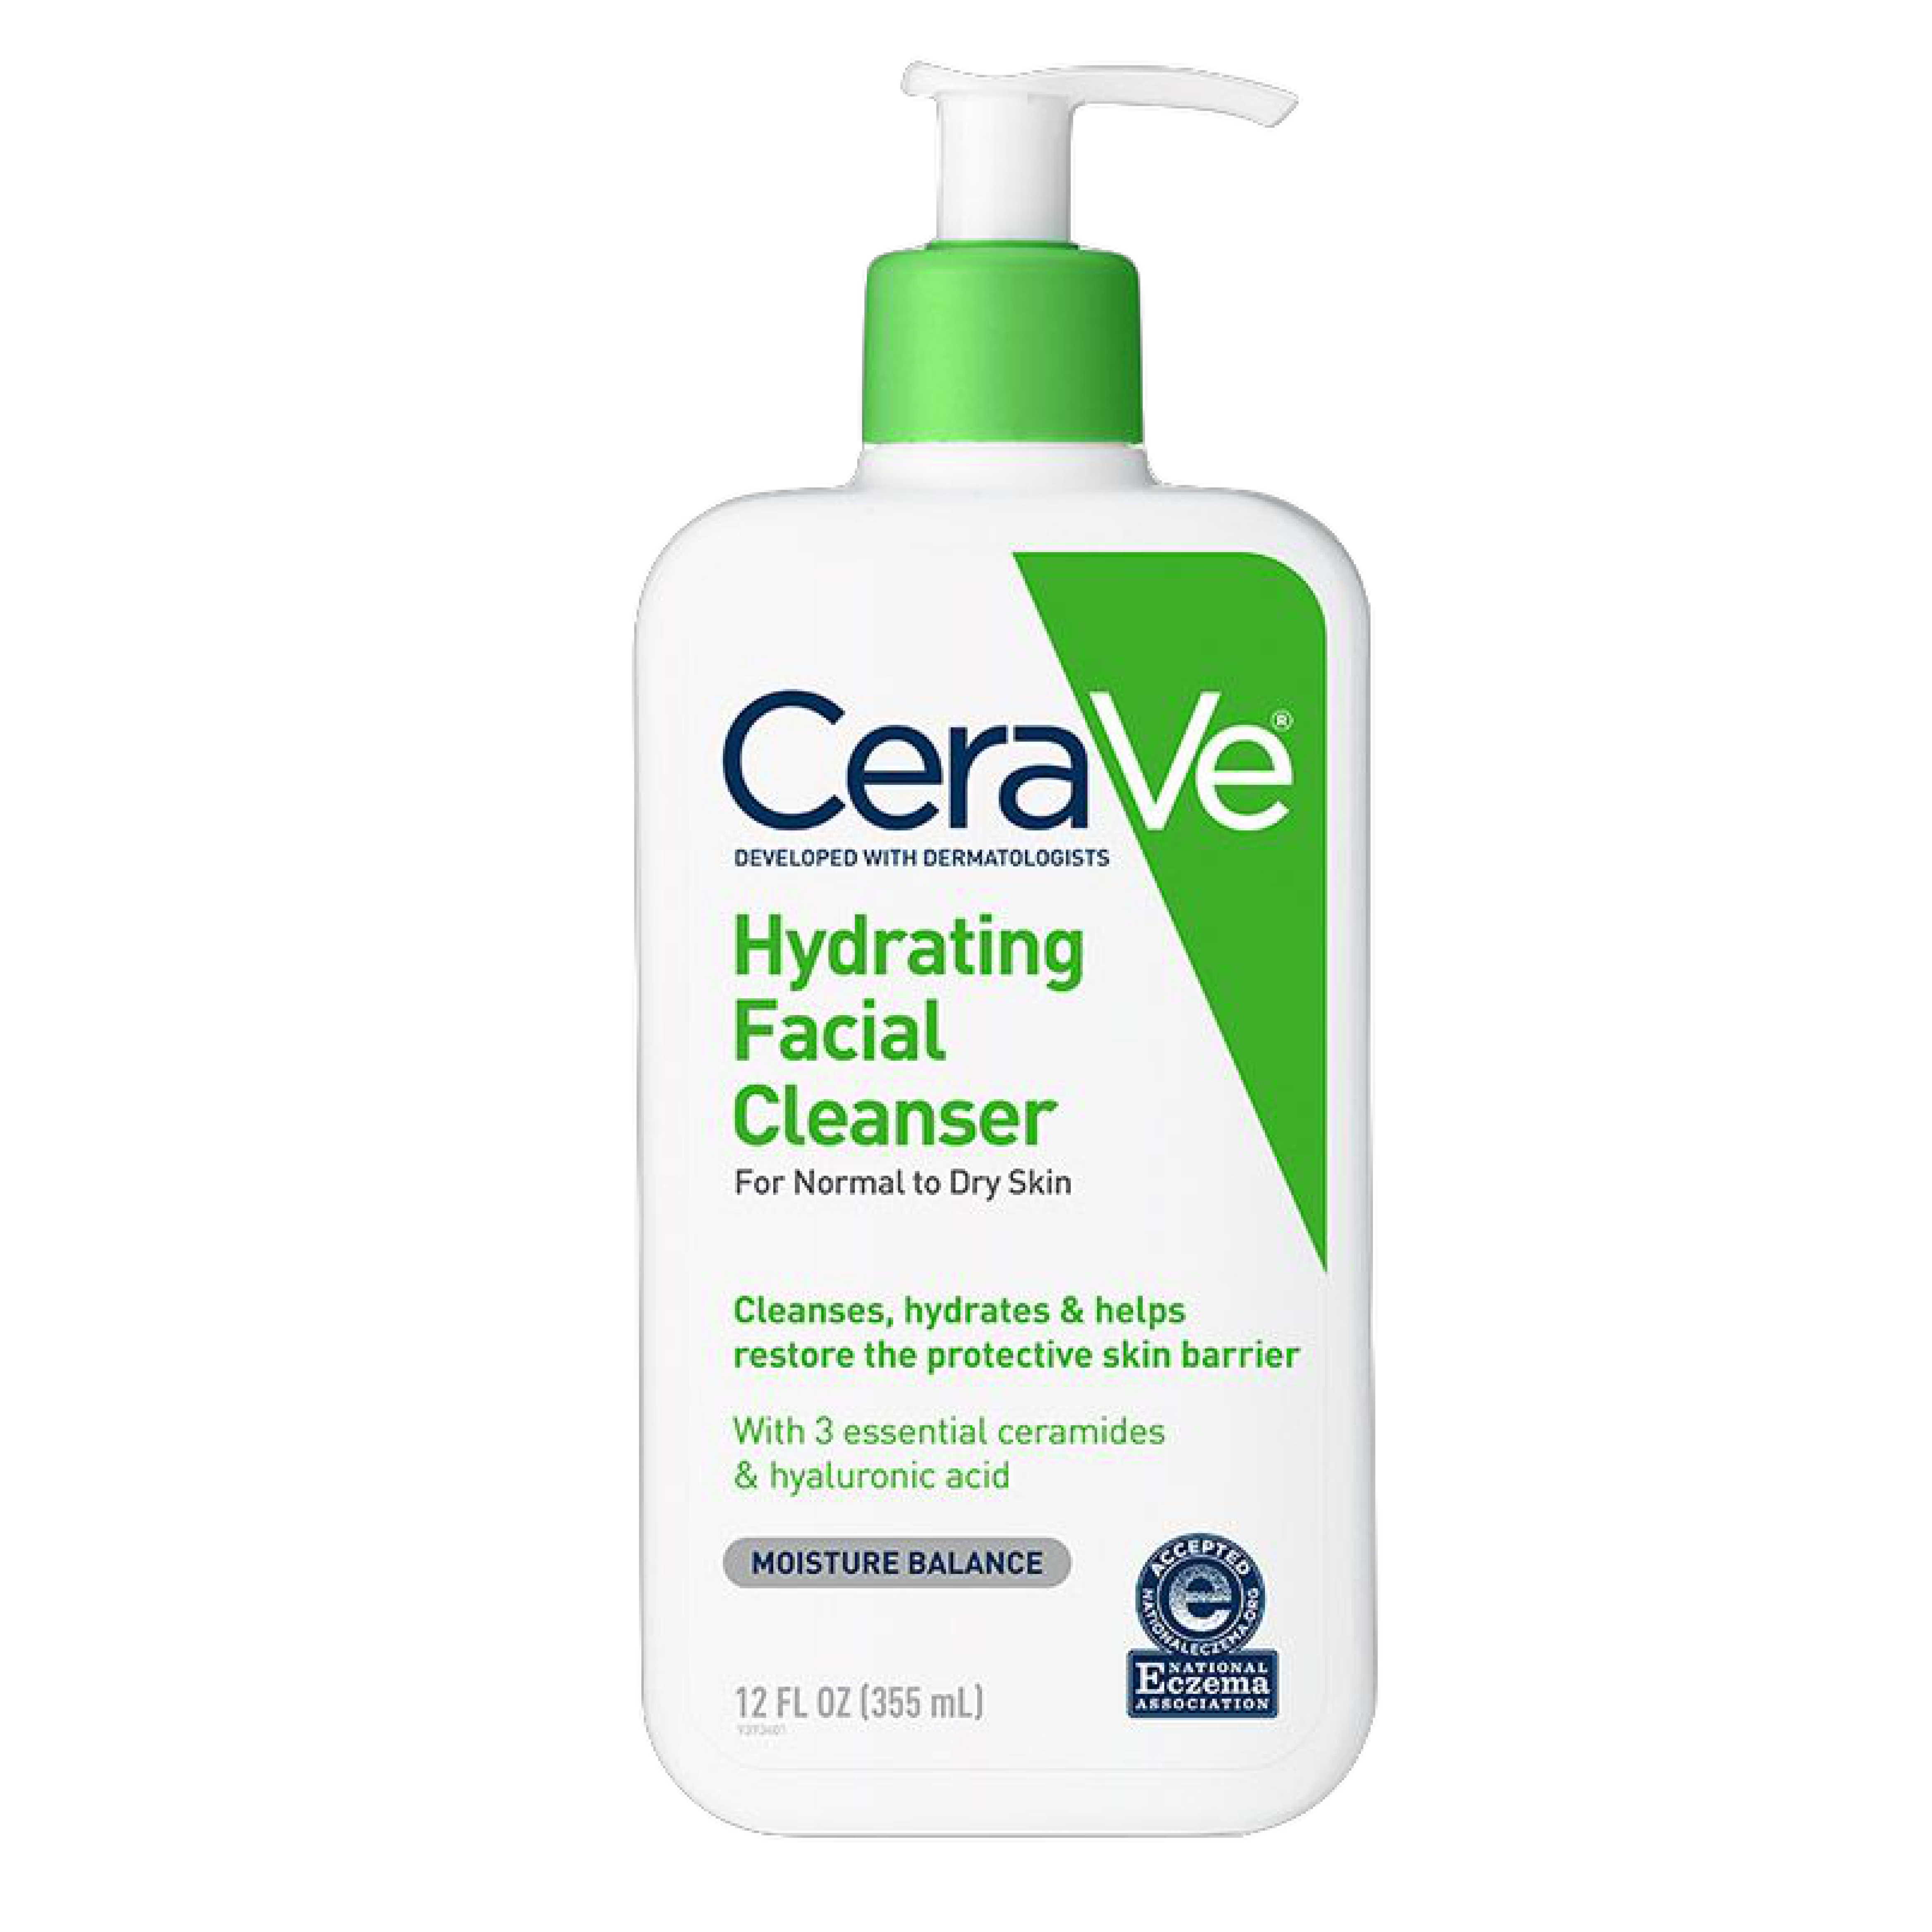 CeraVe®
DEVELOPED WITH DERMATOLOGISTS
Hydrating
Facial
Cleanser
For Normal to Dry Skin
Cleanses, hydrates & helps
restore the protective skin barrier
With 3 essential ceramides
& hyaluronic acid
MOISTURE BALANCE
ACCEPTED
e
NATIONALECZEMA.ORG
NATIONAL
Eczema
ASSOCIATION
12 FL OZ (355 mL)